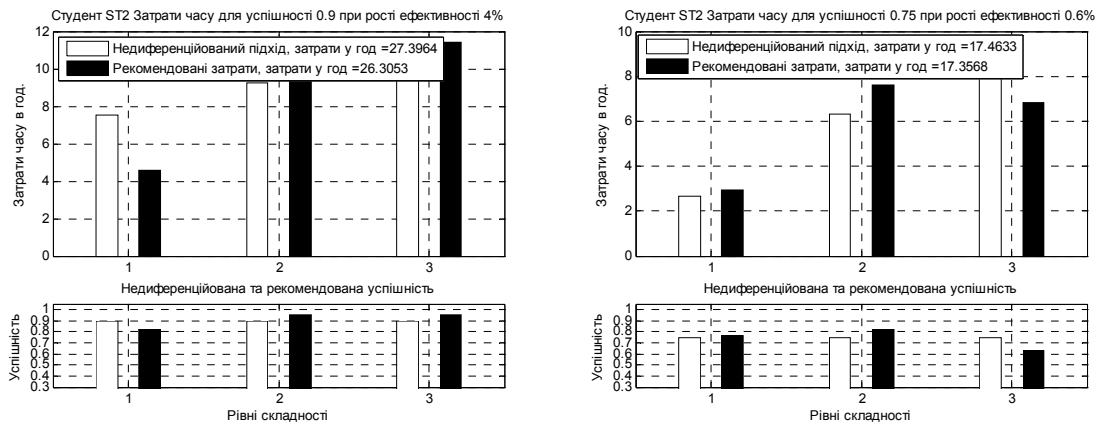 Студент ST2 Затрати часу для успішності 0.9 при рості ефективності 4%
Затрати часу в год.
12
10
8
6
4
2
0
Недиференційований підхід, затрати у год =27.3964
Рекомендовані затрати, затрати у год =26.3053
1 2 3
Недиференційована та рекомендована успішність
Успішність
1
0.9
0.8
0.7
0.6
0.5
0.4
0.3
1 2 3
Рівні складності
Студент ST2 Затрати часу для успішності 0.75 при рості ефективності 0.6%
Затрати часу в год.
10
8
6
4
2
0
Недиференційований підхід, затрати у год =17.4633
Рекомендовані затрати, затрати у год =17.3568
1 2 3
Недиференційована та рекомендована успішність
Успішність
1
0.9
0.8
0.7
0.6
0.5
0.4
0.3
1 2 3
Рівні складності